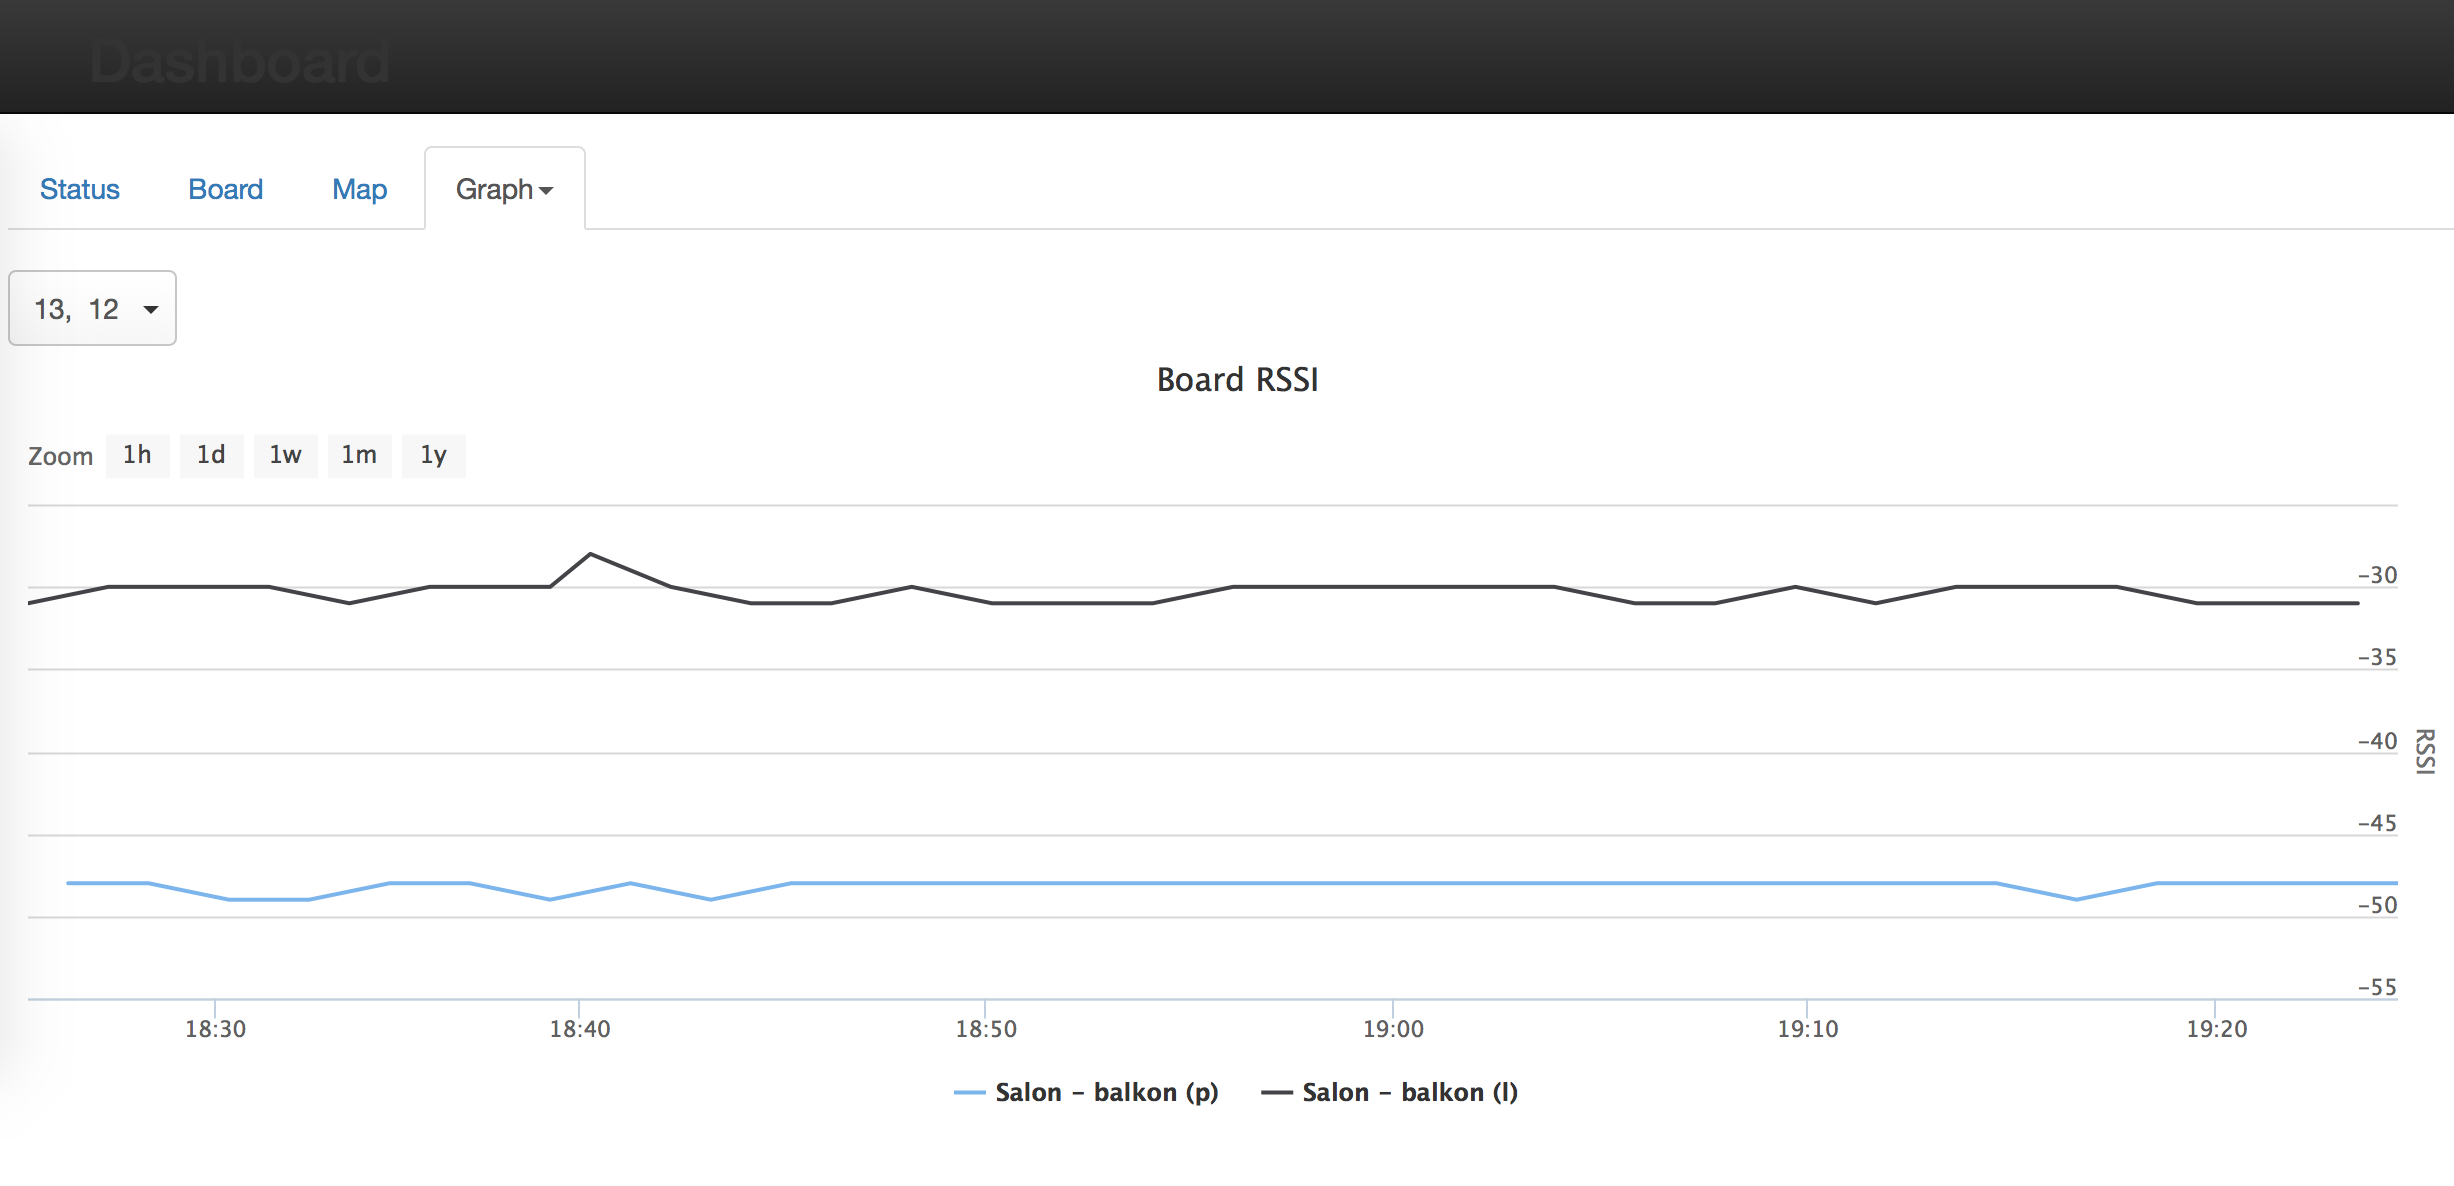 Dashboard
Status Board Map Graph
13, 12
Board RSSI
Zoom 1h 1d 1w 1m 1y
-30
-35
-40
-45
-50
-55
RSSI
18:30 18:40 18:50 19:00 19:10 19:20
Salon - balkon (p) Salon - balkon (l)